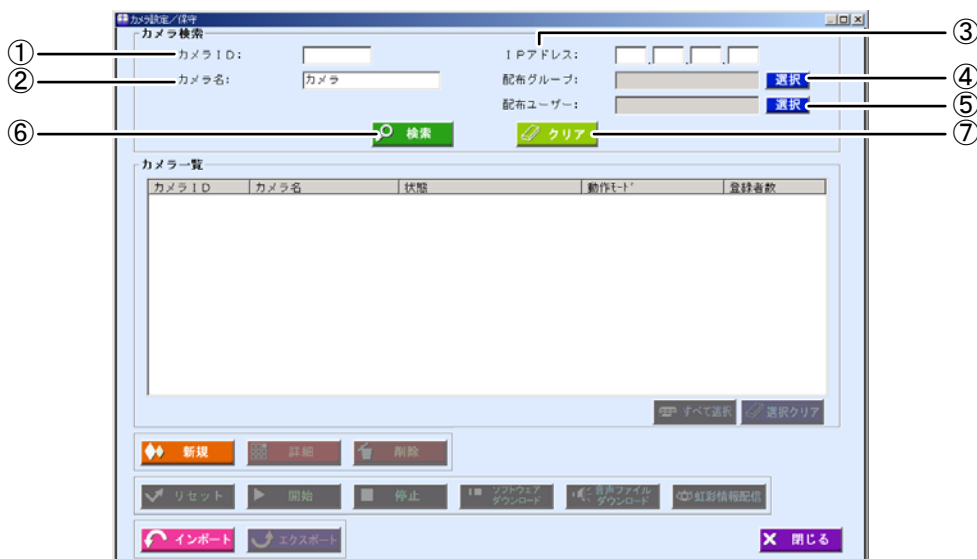 カメラ設定／保守
カメラ検索
① カメラID: IPアドレス: . . . ③
② カメラ名: カメラ 配布グループ: 選択 ④
配布ユーザー: 選択 ⑤
⑥ 検索 クリア ⑦
カメラ一覧
カメラID カメラ名 状態 動作モード 登録者数
すべて選択 選択クリア
新規 詳細 削除
リセット 開始 停止 ソフトウェア ダウンロード 音声ファイル ダウンロード 虹彩情報配信
インポート エクスポート 閉じる